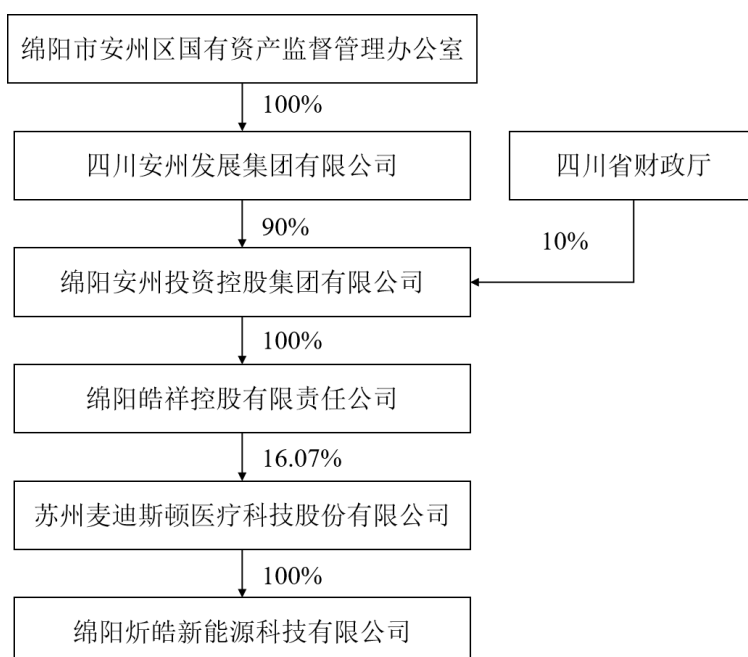 绵阳市安州区国有资产监督管理办公室
100%
四川安州发展集团有限公司
四川省财政厅
90%
10%
绵阳安州投资控股集团有限公司
100%
绵阳皓祥控股有限责任公司
16.07%
苏州麦迪斯顿医疗科技股份有限公司
100%
绵阳炘皓新能源科技有限公司